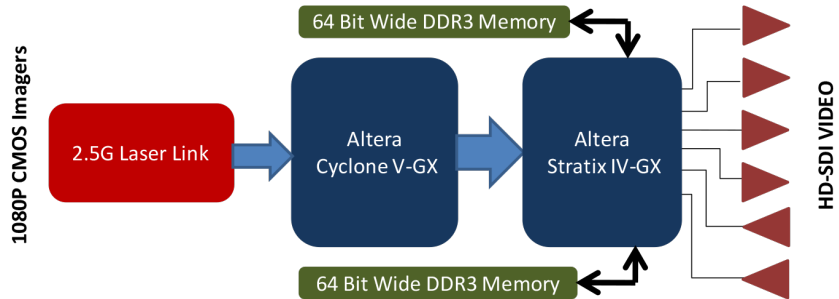 64 Bit Wide DDR3 Memory
1080P CMOS Imagers
2.5G Laser Link
Altera
Cyclone V-GX
Altera
Stratix IV-GX
HD-SDI VIDEO
64 Bit Wide DDR3 Memory